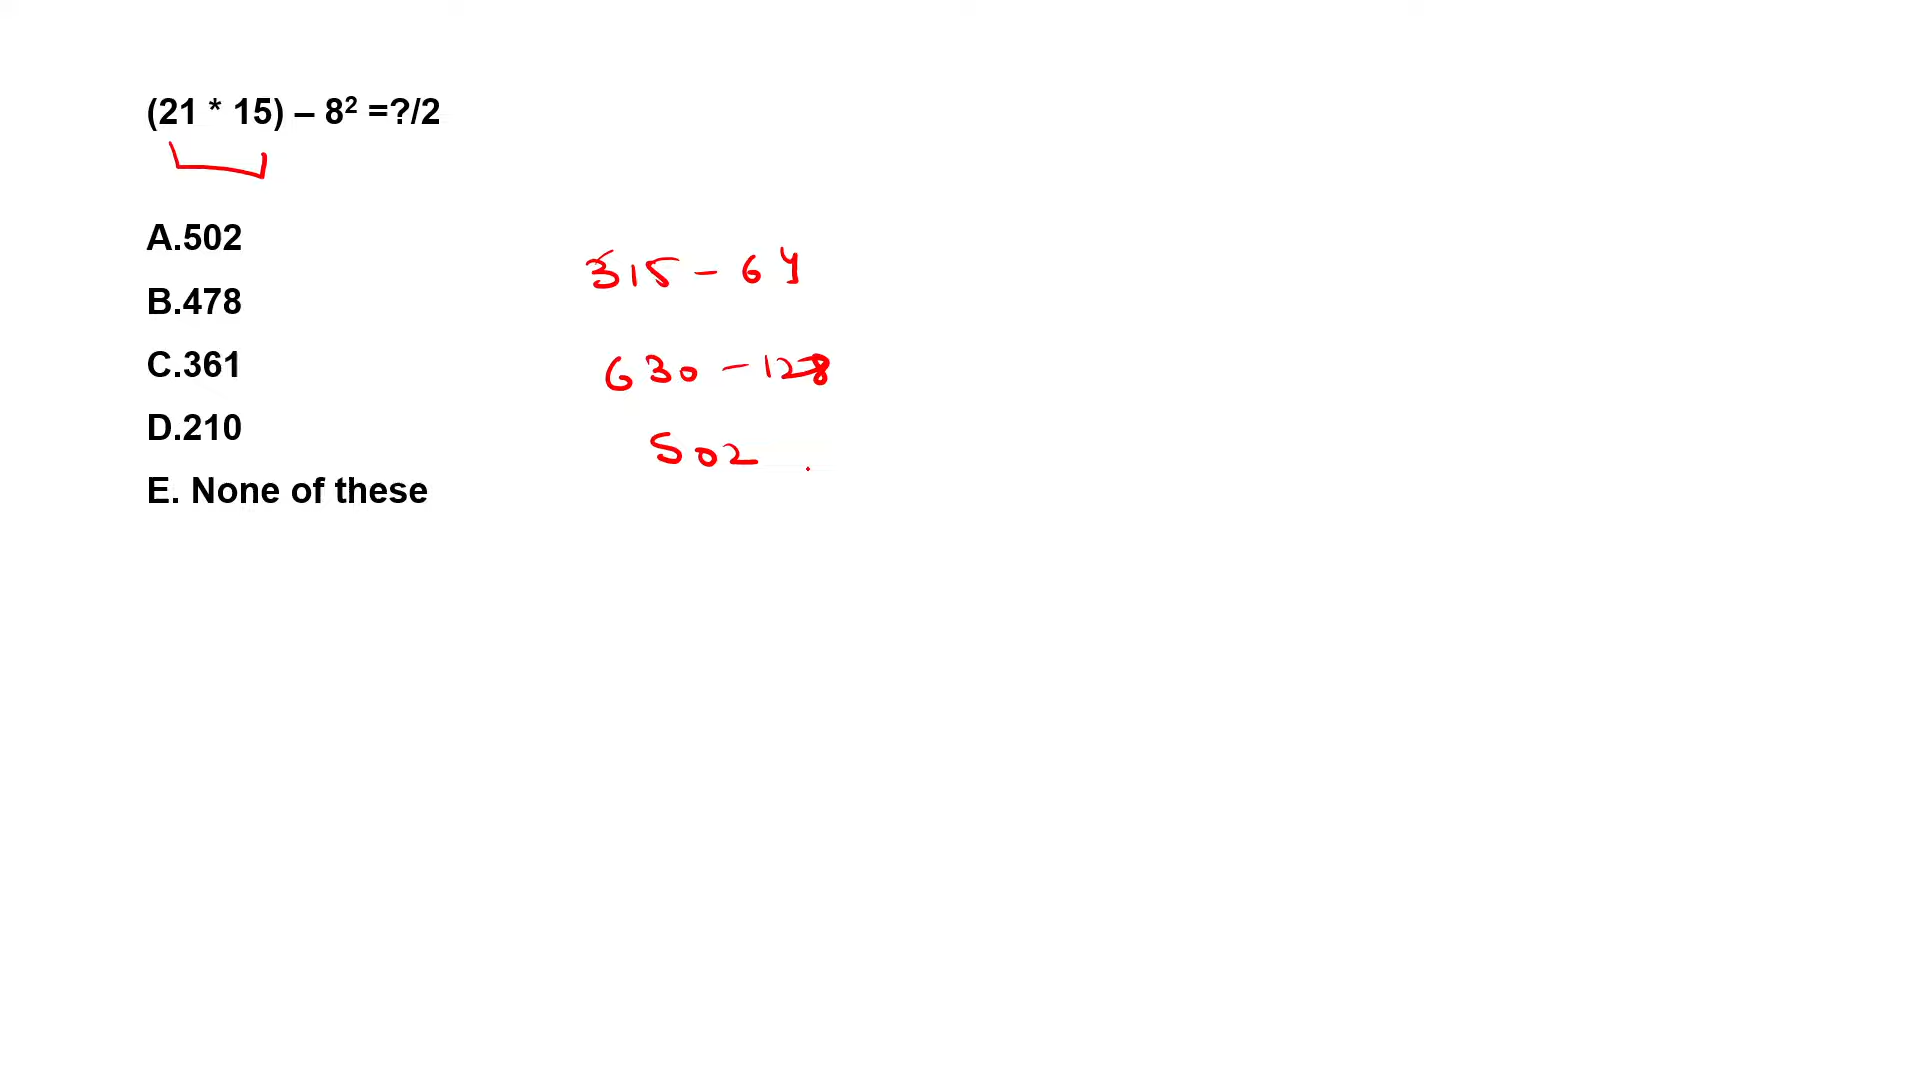 (21 * 15) – 8² =?/2
A.502
B.478
C.361
D.210
E. None of these
315 - 64
630 - 128
502